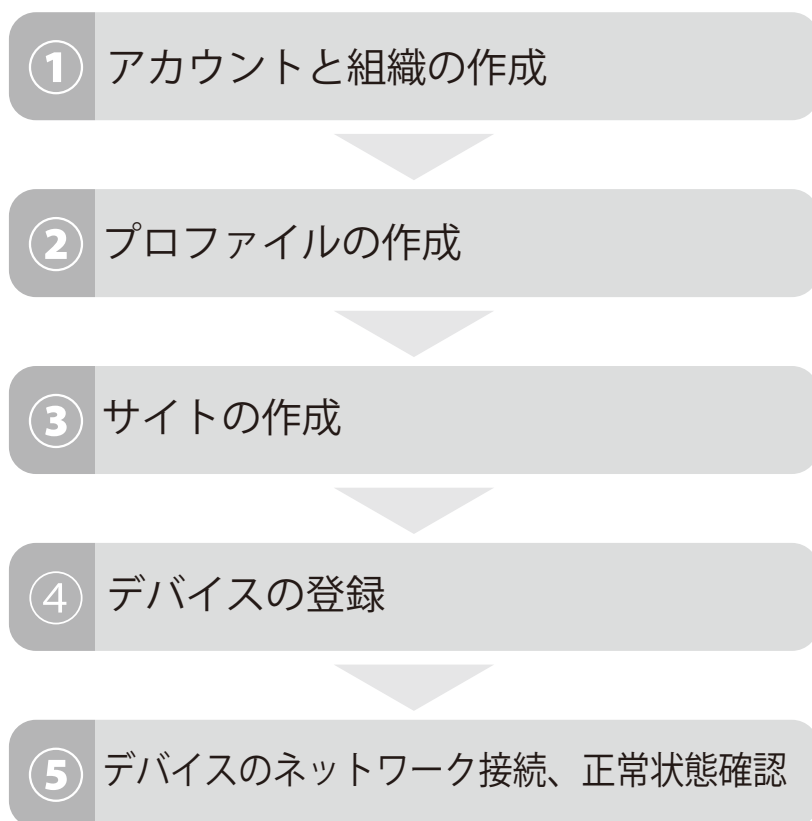 ① アカウントと組織の作成
② プロファイルの作成
③ サイトの作成
④ デバイスの登録
⑤ デバイスのネットワーク接続、正常状態確認